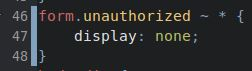 46 form.unauthorized ~ * {
47     display: none;
48 }